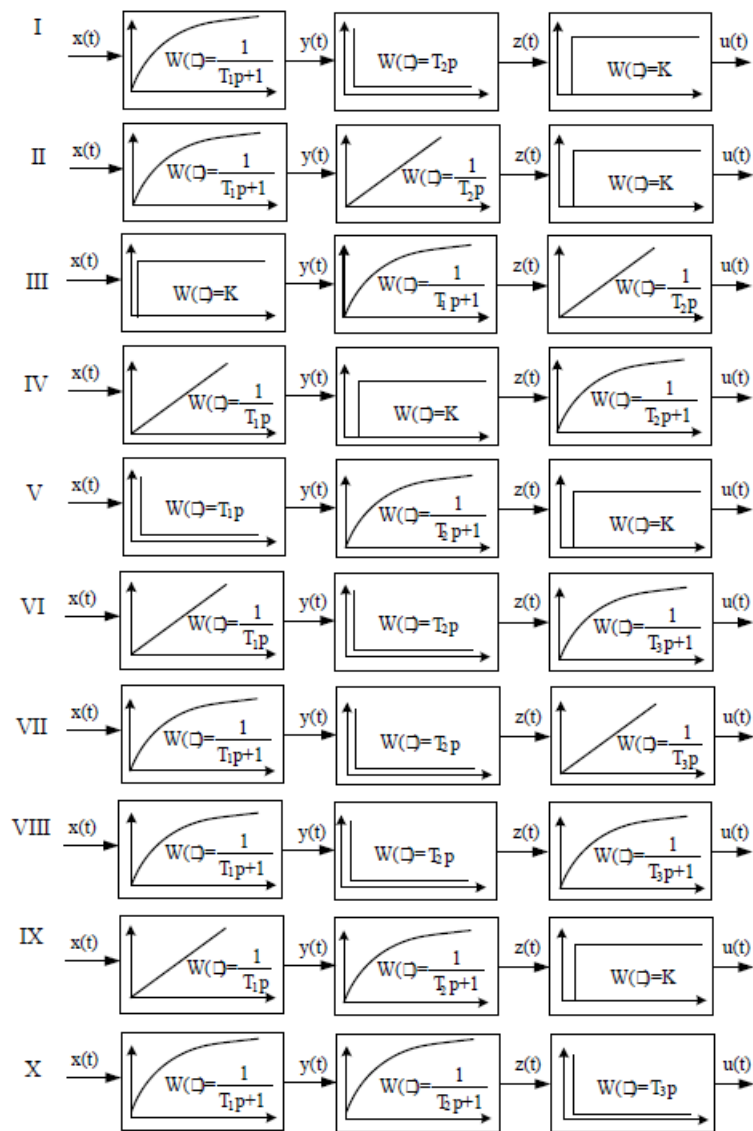 I x(t) W(□)=1/(T₁p+1) y(t) W(□)=T₂p z(t) W(□)=K u(t)
II x(t) W(□)=1/(T₁p+1) y(t) W(□)=1/(T₂p) z(t) W(□)=K u(t)
III x(t) W(□)=K y(t) W(□)=1/(T₁p+1) z(t) W(□)=1/(T₂p) u(t)
IV x(t) W(□)=1/(T₁p) y(t) W(□)=K z(t) W(□)=1/(T₂p+1) u(t)
V x(t) W(□)=T₁p y(t) W(□)=1/(T₂p+1) z(t) W(□)=K u(t)
VI x(t) W(□)=1/(T₁p) y(t) W(□)=T₂p z(t) W(□)=1/(T₃p+1) u(t)
VII x(t) W(□)=1/(T₁p+1) y(t) W(□)=T₂p z(t) W(□)=1/(T₃p) u(t)
VIII x(t) W(□)=1/(T₁p+1) y(t) W(□)=T₂p z(t) W(□)=1/(T₃p+1) u(t)
IX x(t) W(□)=1/(T₁p) y(t) W(□)=1/(T₂p+1) z(t) W(□)=K u(t)
X x(t) W(□)=1/(T₁p+1) y(t) W(□)=1/(T₂p+1) z(t) W(□)=T₃p u(t)